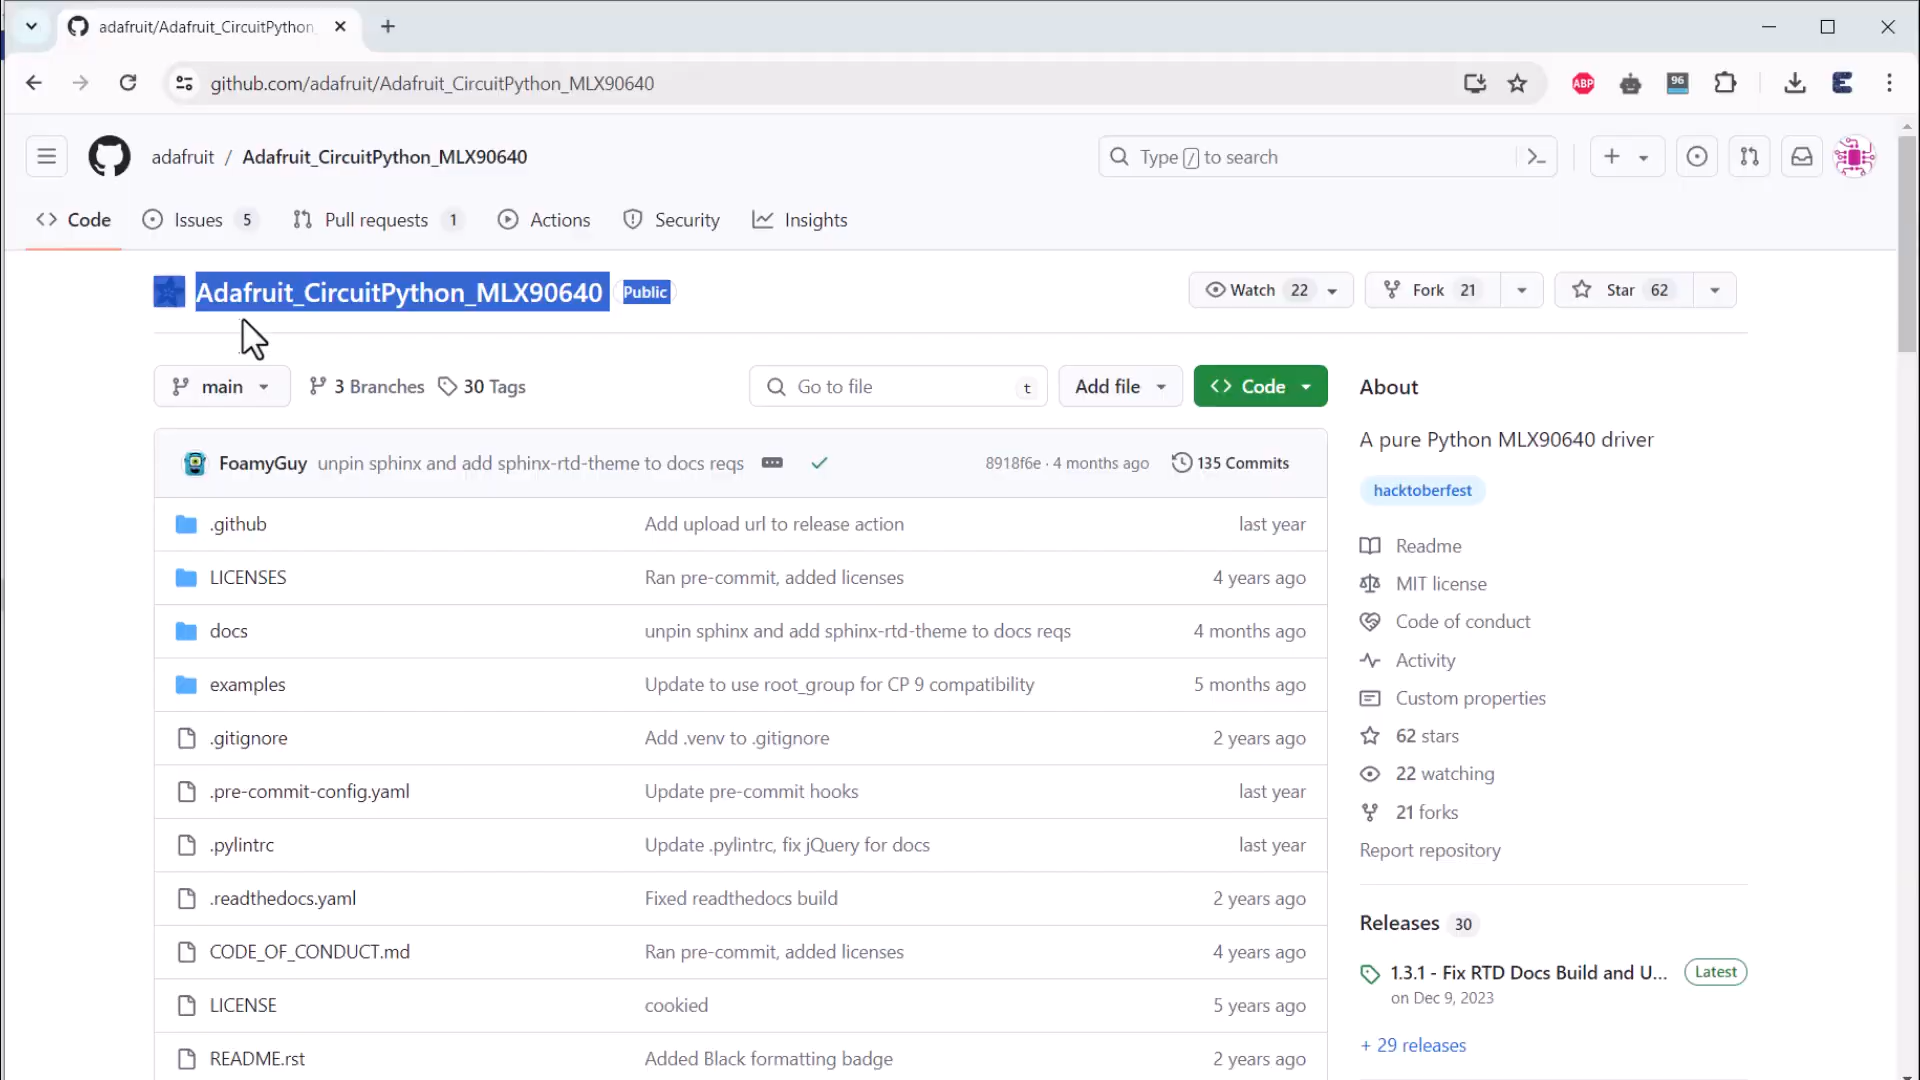 adafruit/Adafruit_CircuitPython
github.com/adafruit/Adafruit_CircuitPython_MLX90640
ABP
96
adafruit / Adafruit_CircuitPython_MLX90640
Type / to search
Code
Issues 5
Pull requests 1
Actions
Security
Insights
Adafruit_CircuitPython_MLX90640 Public
Watch 22
Fork 21
Star 62
main
3 Branches
30 Tags
Go to file
t
Add file
Code
FoamyGuy unpin sphinx and add sphinx-rtd-theme to docs reqs
8918f6e · 4 months ago
135 Commits
.github Add upload url to release action last year
LICENSES Ran pre-commit, added licenses 4 years ago
docs unpin sphinx and add sphinx-rtd-theme to docs reqs 4 months ago
examples Update to use root_group for CP 9 compatibility 5 months ago
.gitignore Add .venv to .gitignore 2 years ago
.pre-commit-config.yaml Update pre-commit hooks last year
.pylintrc Update .pylintrc, fix jQuery for docs last year
.readthedocs.yaml Fixed readthedocs build 2 years ago
CODE_OF_CONDUCT.md Ran pre-commit, added licenses 4 years ago
LICENSE cookied 5 years ago
README.rst Added Black formatting badge 2 years ago
About
A pure Python MLX90640 driver
hacktoberfest
Readme
MIT license
Code of conduct
Activity
Custom properties
62 stars
22 watching
21 forks
Report repository
Releases 30
1.3.1 - Fix RTD Docs Build and U... Latest
on Dec 9, 2023
+ 29 releases